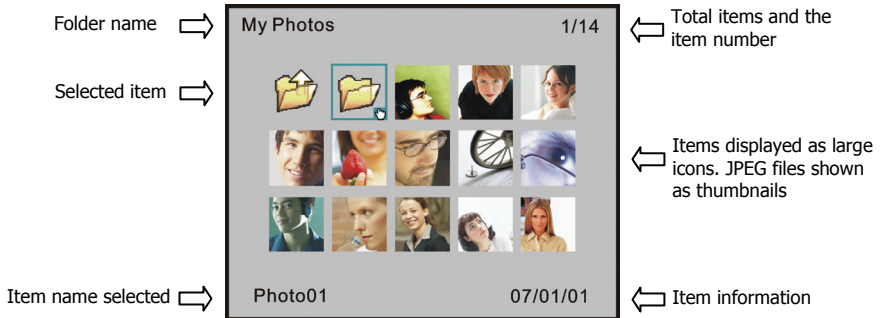 Folder name
My Photos
1/14
Total items and the
item number
Selected item
Items displayed as large
icons. JPEG files shown
as thumbnails
Item name selected
Photo01
07/01/01
Item information